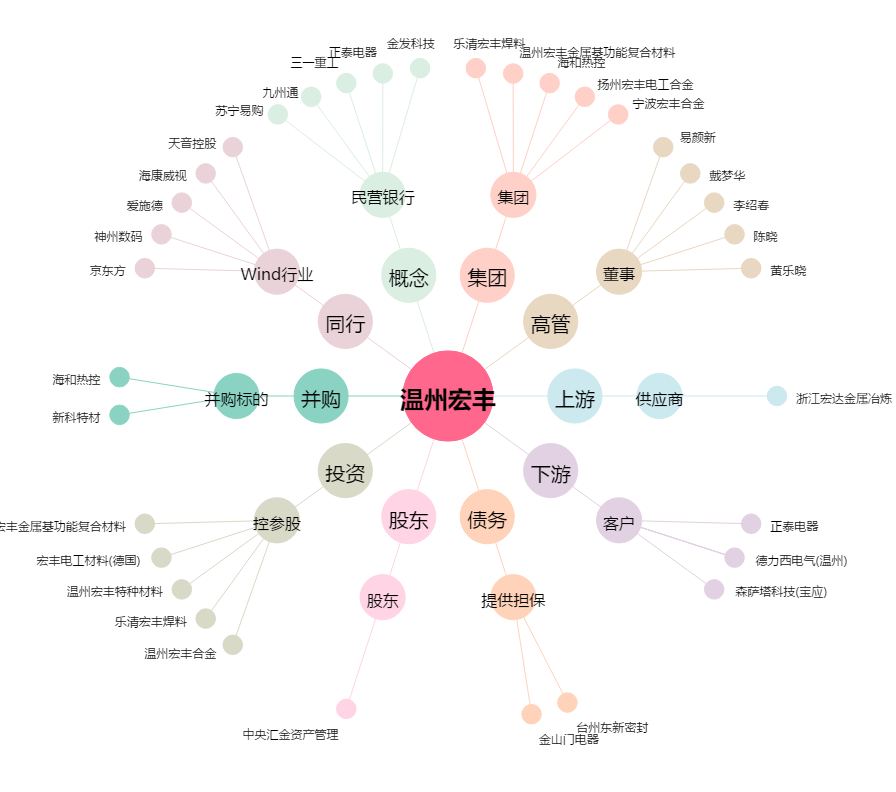 金发科技
乐清宏丰焊料
正泰电器
温州宏丰金属基功能复合材料
三一重工
海和热控
九州通
扬州宏丰电工合金
苏宁易购
宁波宏丰合金
天音控股
易颜新
海康威视
戴梦华
民营银行
集团
爱施德
李绍春
神州数码
陈晓
京东方
Wind行业
概念
集团
董事
黄乐晓
同行
高管
海和热控
并购标的
并购
温州宏丰
上游
供应商
浙江宏达金属冶炼
新科特材
投资
下游
宏丰金属基功能复合材料
控参股
股东
债务
客户
正泰电器
宏丰电工材料(德国)
德力西电气(温州)
温州宏丰特种材料
股东
提供担保
森萨塔科技(宝应)
乐清宏丰焊料
温州宏丰合金
中央汇金资产管理
台州东新密封
金山门电器